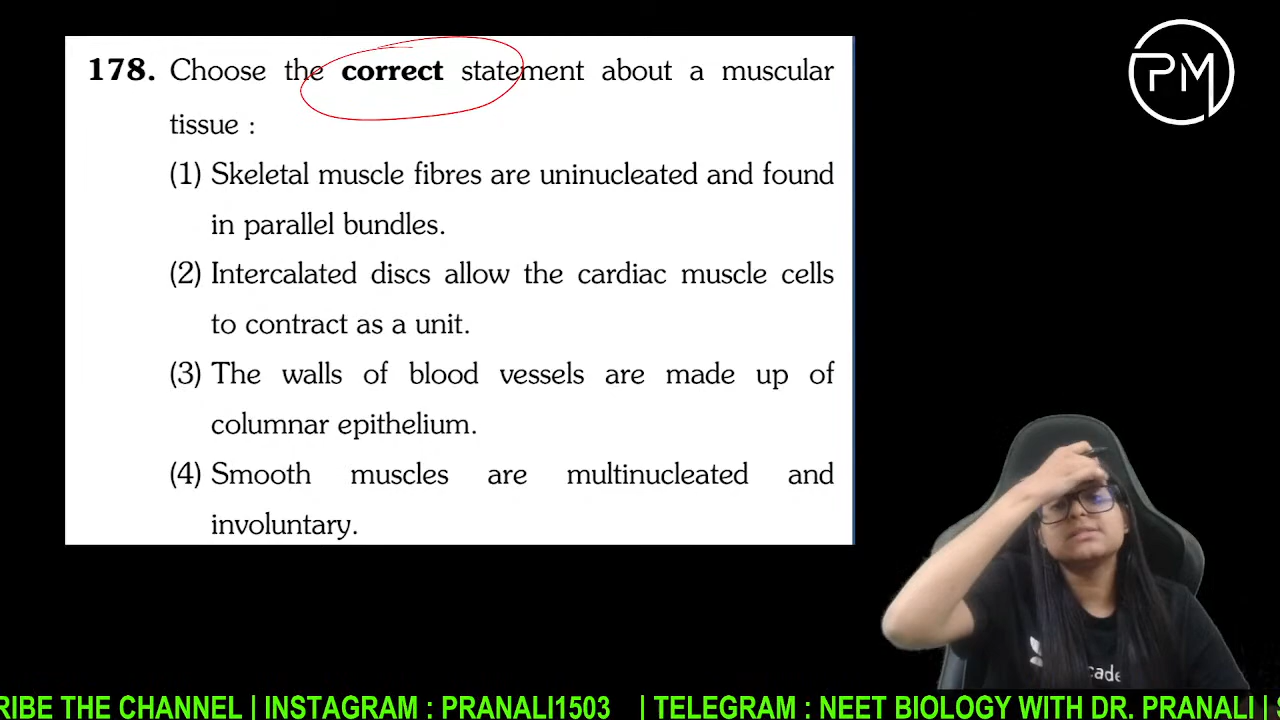 PM
178. Choose the correct statement about a muscular
tissue :
(1) Skeletal muscle fibres are uninucleated and found
in parallel bundles.
(2) Intercalated discs allow the cardiac muscle cells
to contract as a unit.
(3) The walls of blood vessels are made up of
columnar epithelium.
(4) Smooth muscles are multinucleated and
involuntary.
cade
RIBE THE CHANNEL | INSTAGRAM : PRANALI1503 | TELEGRAM : NEET BIOLOGY WITH DR. PRANALI |